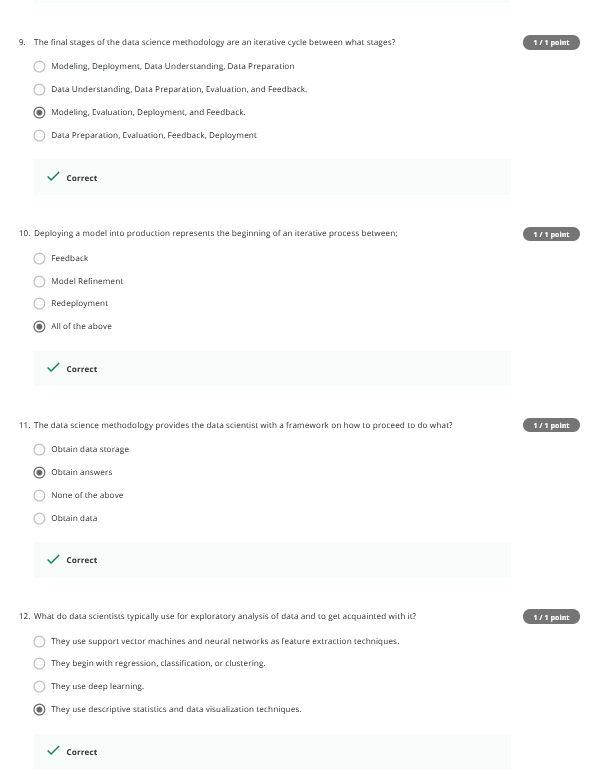 9. The final stages of the data science methodology are an iterative cycle between what stages?
1 / 1 point
Modeling, Deployment, Data Understanding, Data Preparation
Data Understanding, Data Preparation, Evaluation, and Feedback.
Modeling, Evaluation, Deployment, and Feedback.
Data Preparation, Evaluation, Feedback, Deployment
Correct
10. Deploying a model into production represents the beginning of an iterative process between;
1 / 1 point
Feedback
Model Refinement
Redeployment
All of the above
Correct
11. The data science methodology provides the data scientist with a framework on how to proceed to do what?
1 / 1 point
Obtain data storage
Obtain answers
None of the above
Obtain data
Correct
12. What do data scientists typically use for exploratory analysis of data and to get acquainted with it?
1 / 1 point
They use support vector machines and neural networks as feature extraction techniques.
They begin with regression, classification, or clustering.
They use deep learning.
They use descriptive statistics and data visualization techniques.
Correct